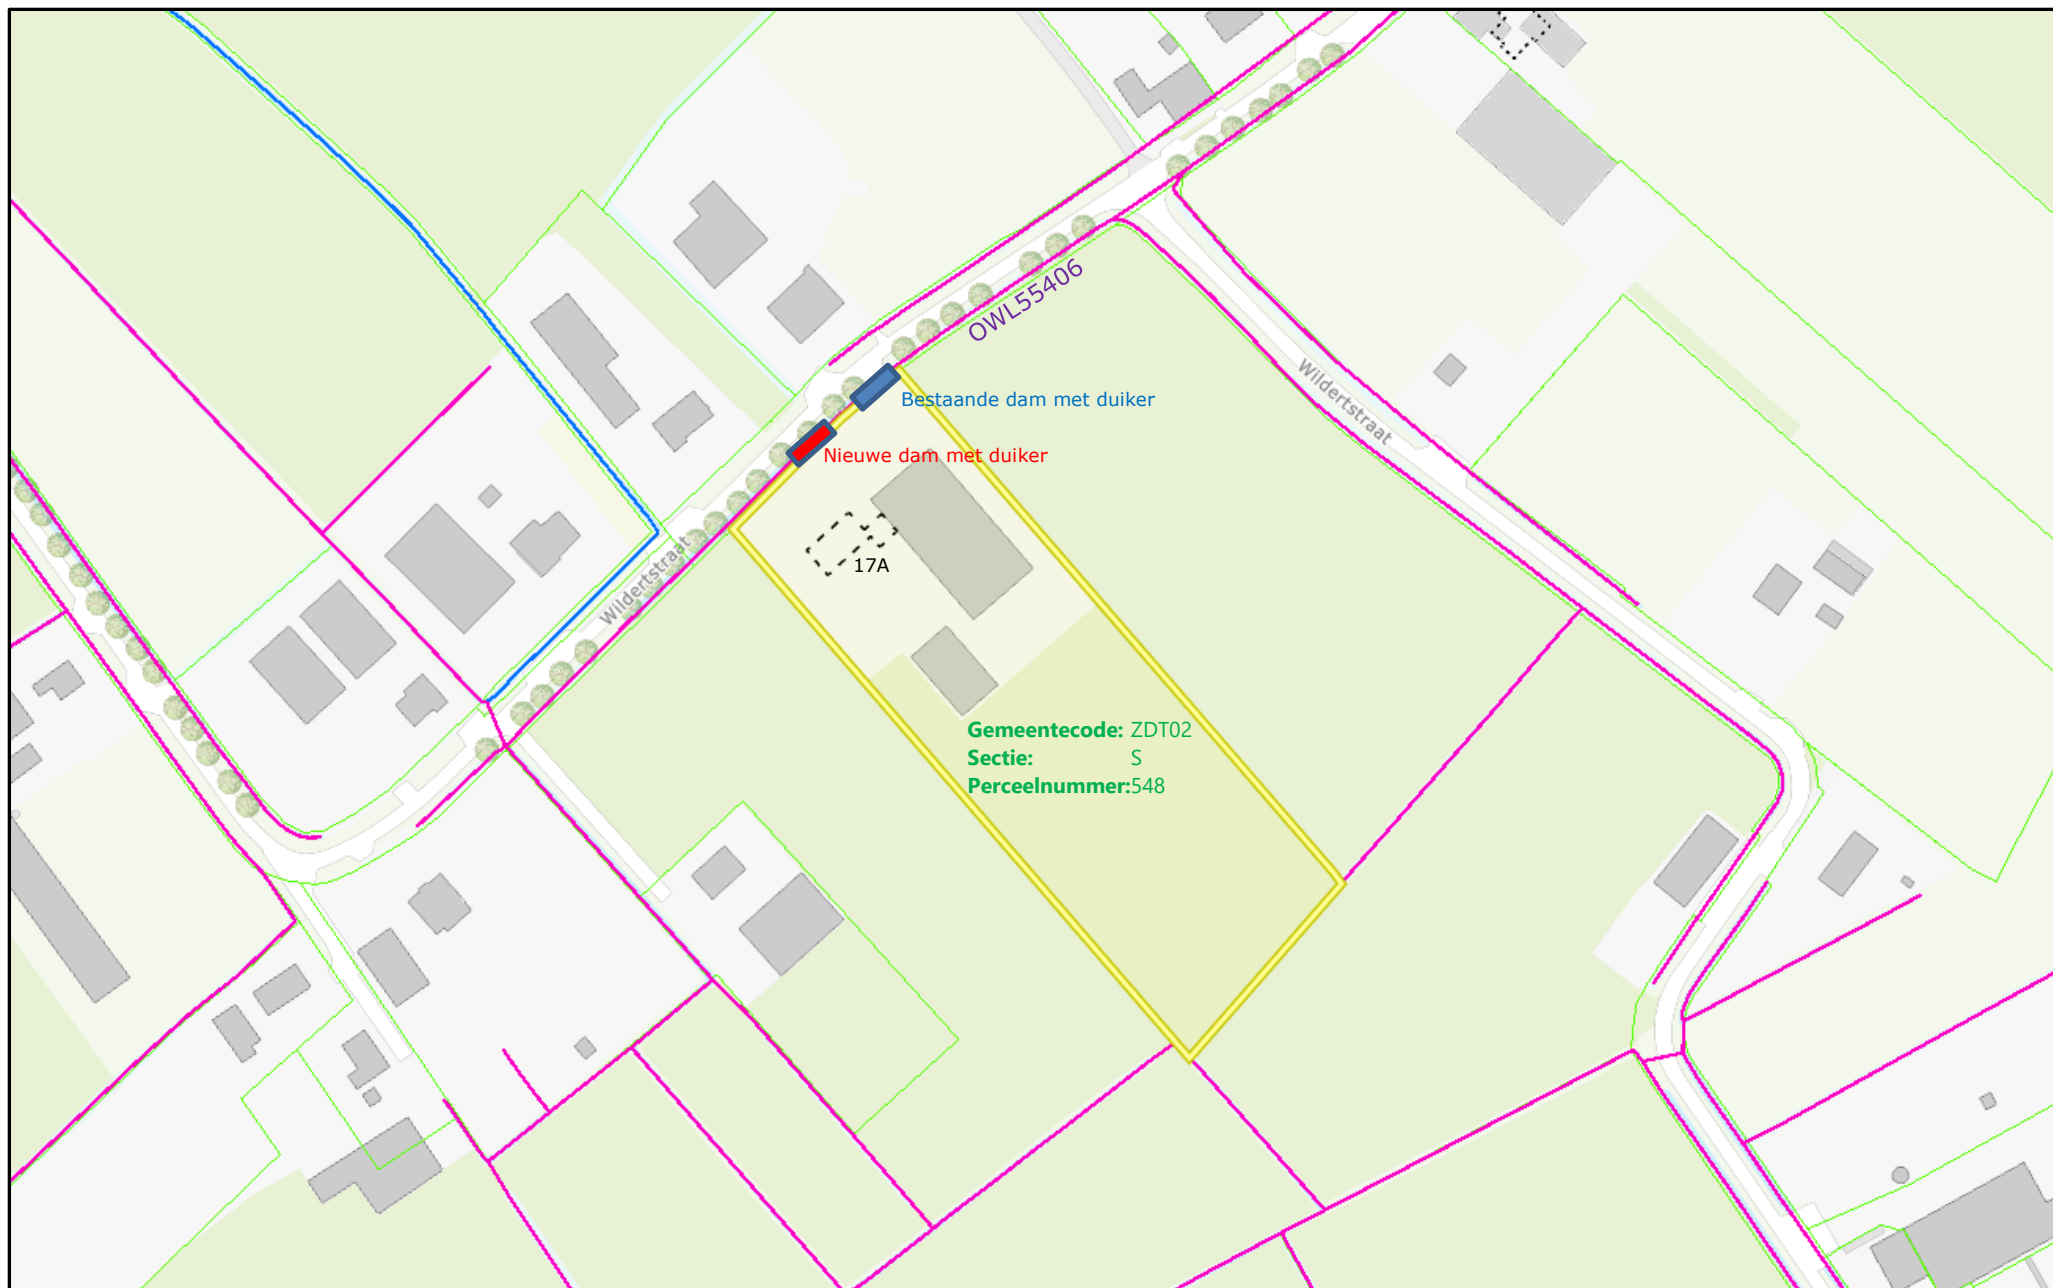 OWL55406
Wildertstraat
Bestaande dam met duiker
Nieuwe dam met duiker
Wildertstraat
17A
Gemeentecode: ZDT02
Sectie: S
Perceelnummer:548